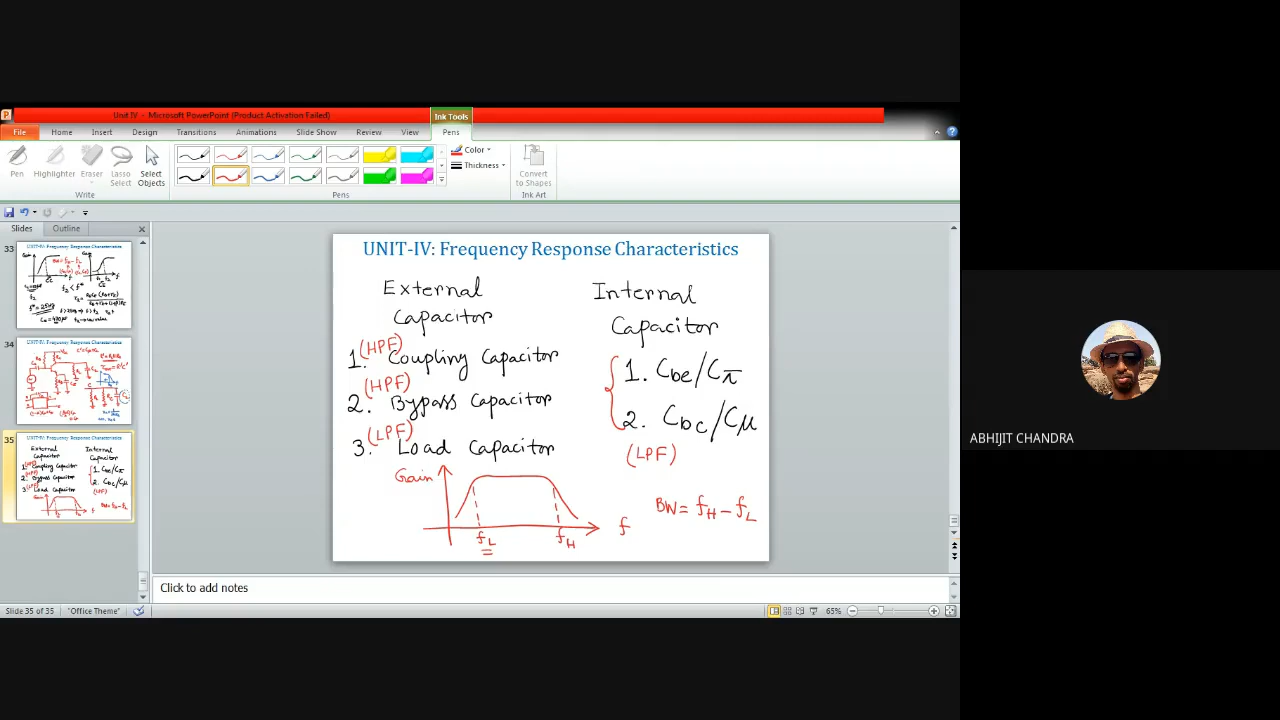 Unit IV - Microsoft PowerPoint (Product Activation Failed)
Ink Tools
File Home Insert Design Transitions Animations Slide Show Review View Pens
Pen Highlighter Eraser Lasso Select Select Objects
Color
Thickness
Convert to Shapes
Write Pens Ink Art
Slides Outline
33
34
35
UNIT-IV: Frequency Response Characteristics
External
Capacitor
1. (HPF) Coupling Capacitor
2. (HPF) Bypass Capacitor
3. (LPF) Load Capacitor
Internal
Capacitor
1. Cbe/Cπ
2. Cbc/Cμ
(LPF)
Gain
fL
fH
f
BW = fH - fL
Click to add notes
Slide 35 of 35 "Office Theme" 65%
ABHIJIT CHANDRA